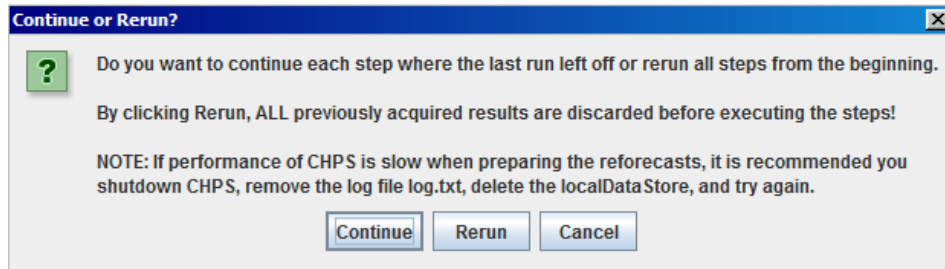 Continue or Rerun?
Do you want to continue each step where the last run left off or rerun all steps from the beginning.
By clicking Rerun, ALL previously acquired results are discarded before executing the steps!
NOTE: If performance of CHPS is slow when preparing the reforecasts, it is recommended you
shutdown CHPS, remove the log file log.txt, delete the localDataStore, and try again.
Continue Rerun Cancel